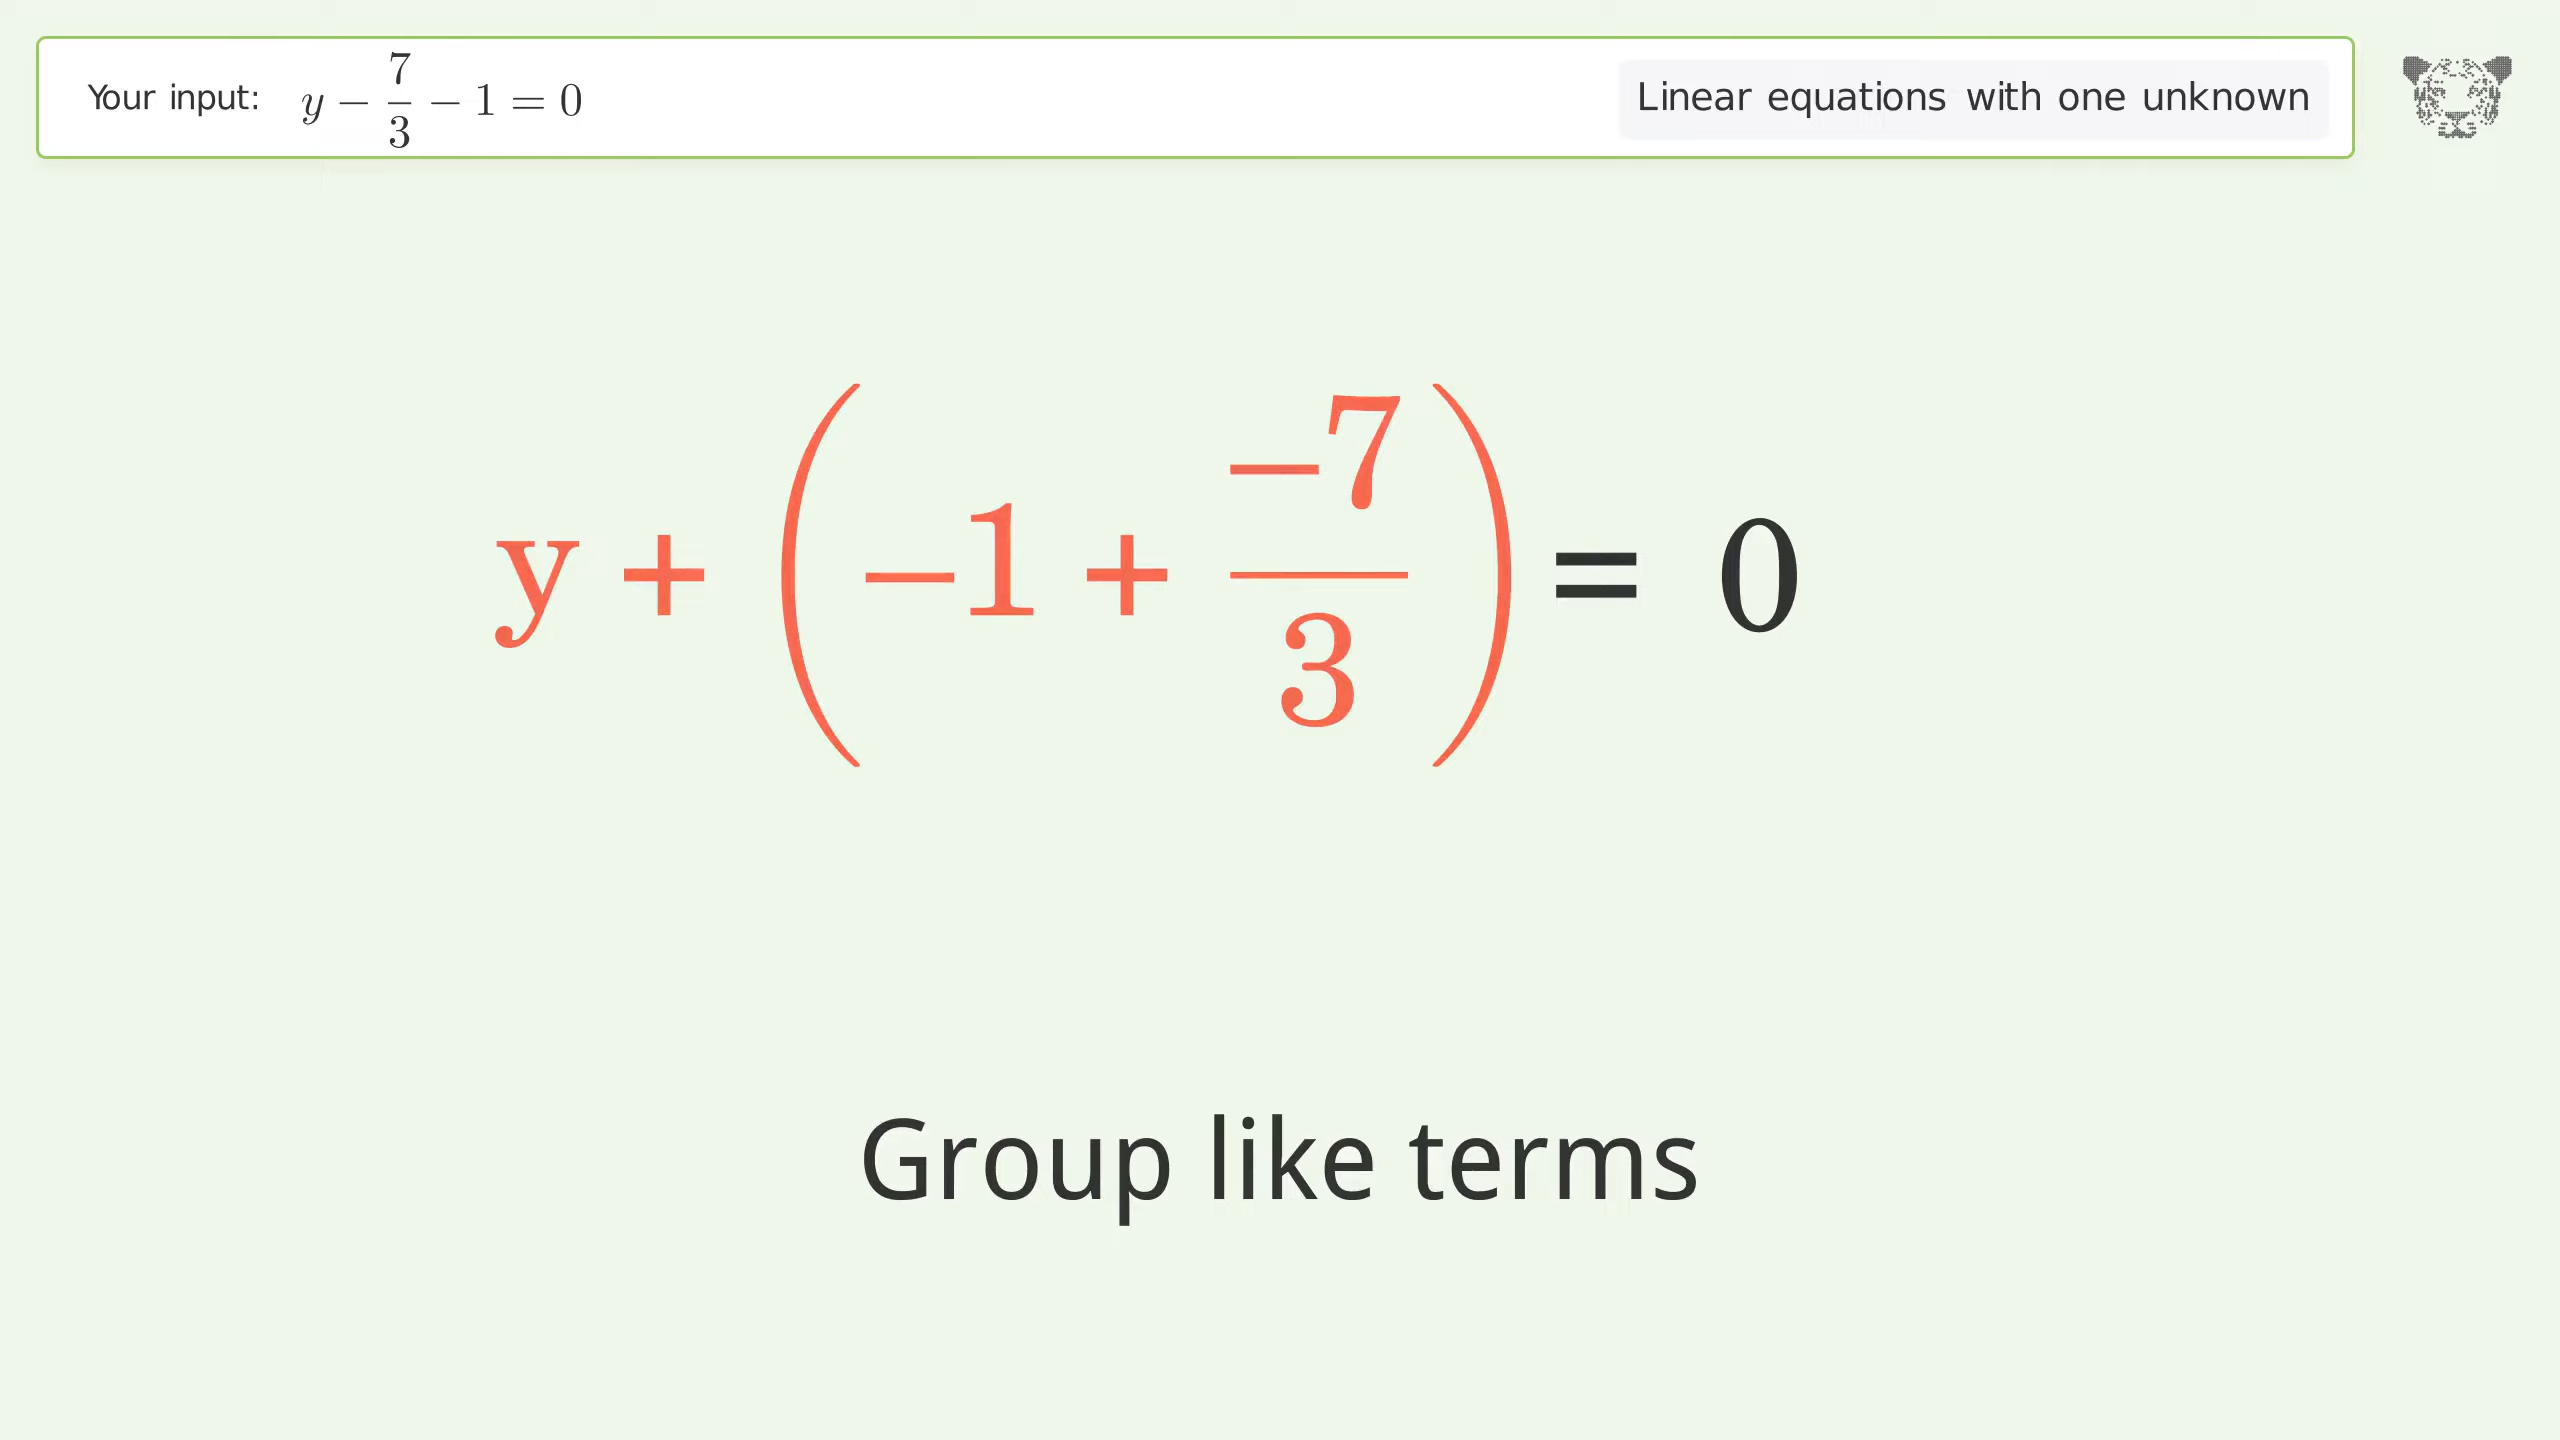 Your input: y − 7/3 − 1 = 0
Linear equations with one unknown
y + (−1 + −7/3) = 0
Group like terms